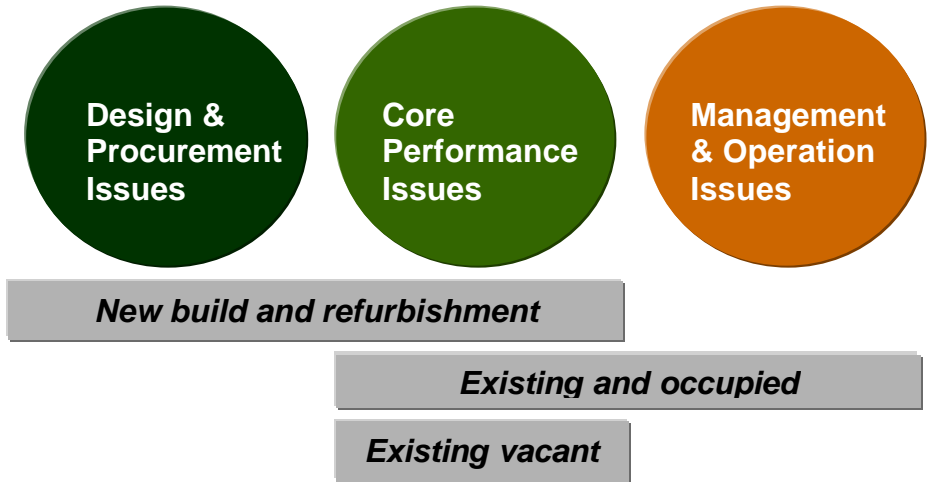 Design &
Procurement
Issues
Core
Performance
Issues
Management
& Operation
Issues
New build and refurbishment
Existing and occupied
Existing vacant